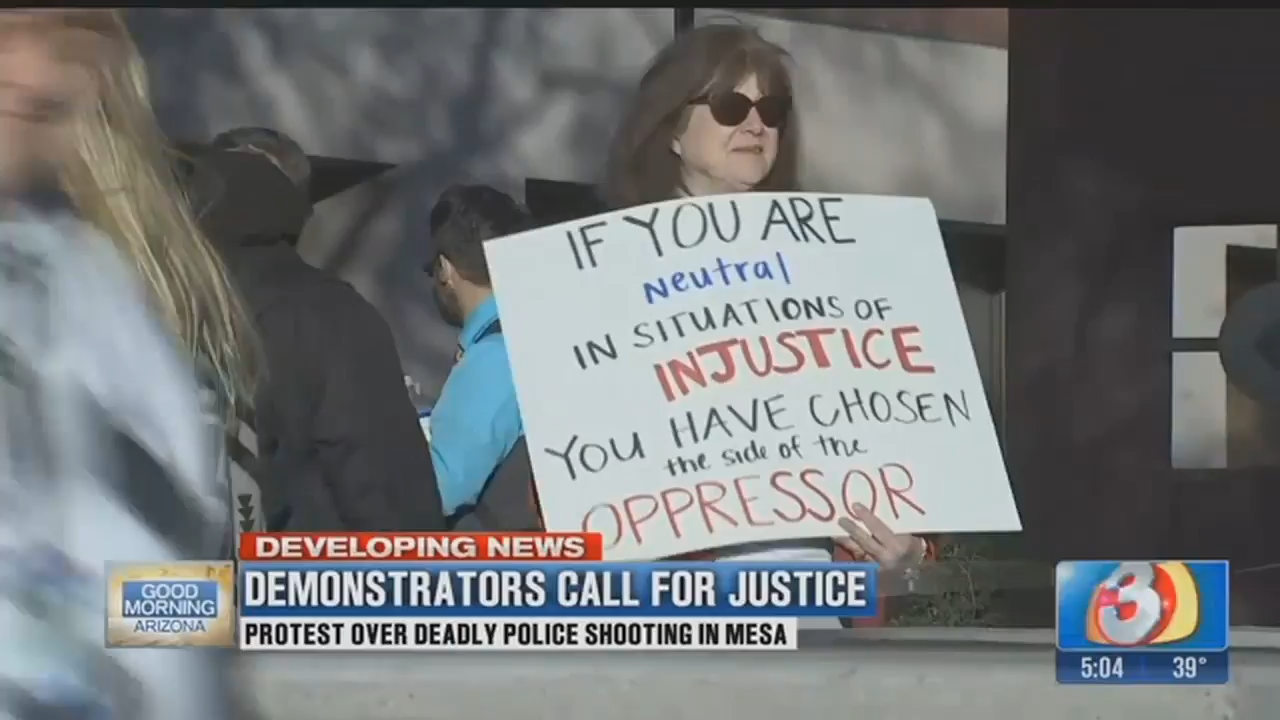 IF YOU ARE
neutral
IN SITUATIONS OF
INJUSTICE
YOU HAVE CHOSEN
the side of the
OPPRESSOR
DEVELOPING NEWS
GOOD
MORNING
ARIZONA
DEMONSTRATORS CALL FOR JUSTICE
PROTEST OVER DEADLY POLICE SHOOTING IN MESA
3
5:04 39°